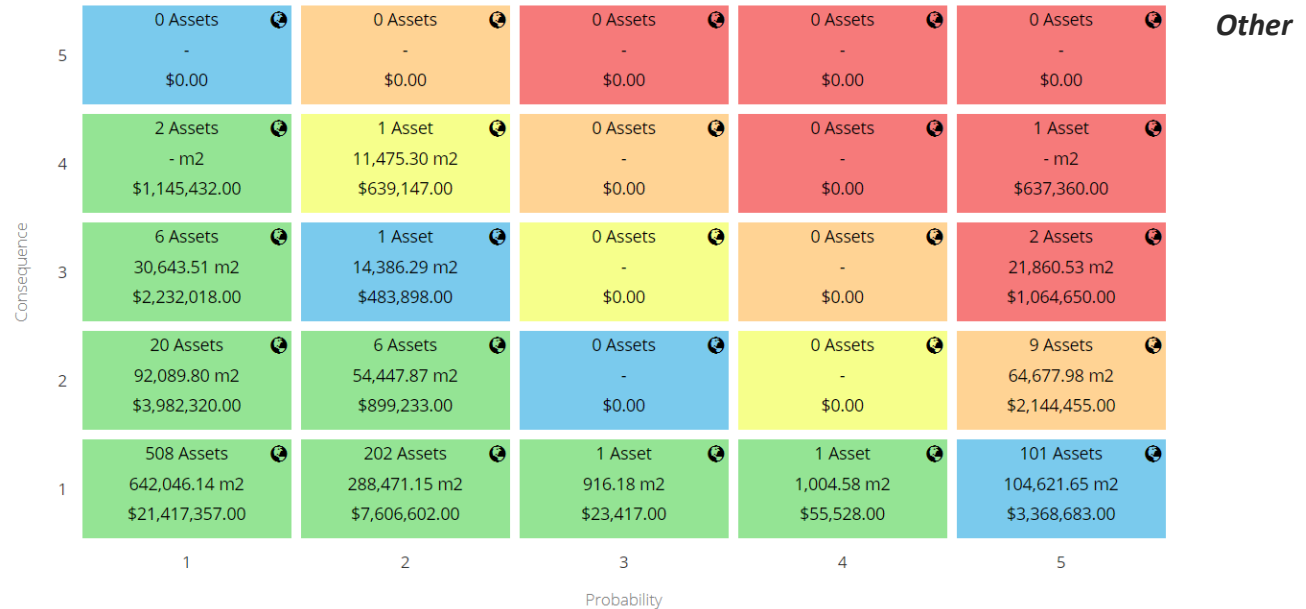 Other
Consequence
5
0 Assets
-
$0.00
0 Assets
-
$0.00
0 Assets
-
$0.00
0 Assets
-
$0.00
0 Assets
-
$0.00
4
2 Assets
- m2
$1,145,432.00
1 Asset
11,475.30 m2
$639,147.00
0 Assets
-
$0.00
0 Assets
-
$0.00
1 Asset
- m2
$637,360.00
3
6 Assets
30,643.51 m2
$2,232,018.00
1 Asset
14,386.29 m2
$483,898.00
0 Assets
-
$0.00
0 Assets
-
$0.00
2 Assets
21,860.53 m2
$1,064,650.00
2
20 Assets
92,089.80 m2
$3,982,320.00
6 Assets
54,447.87 m2
$899,233.00
0 Assets
-
$0.00
0 Assets
-
$0.00
9 Assets
64,677.98 m2
$2,144,455.00
1
508 Assets
642,046.14 m2
$21,417,357.00
202 Assets
288,471.15 m2
$7,606,602.00
1 Asset
916.18 m2
$23,417.00
1 Asset
1,004.58 m2
$55,528.00
101 Assets
104,621.65 m2
$3,368,683.00
1
2
3
4
5
Probability